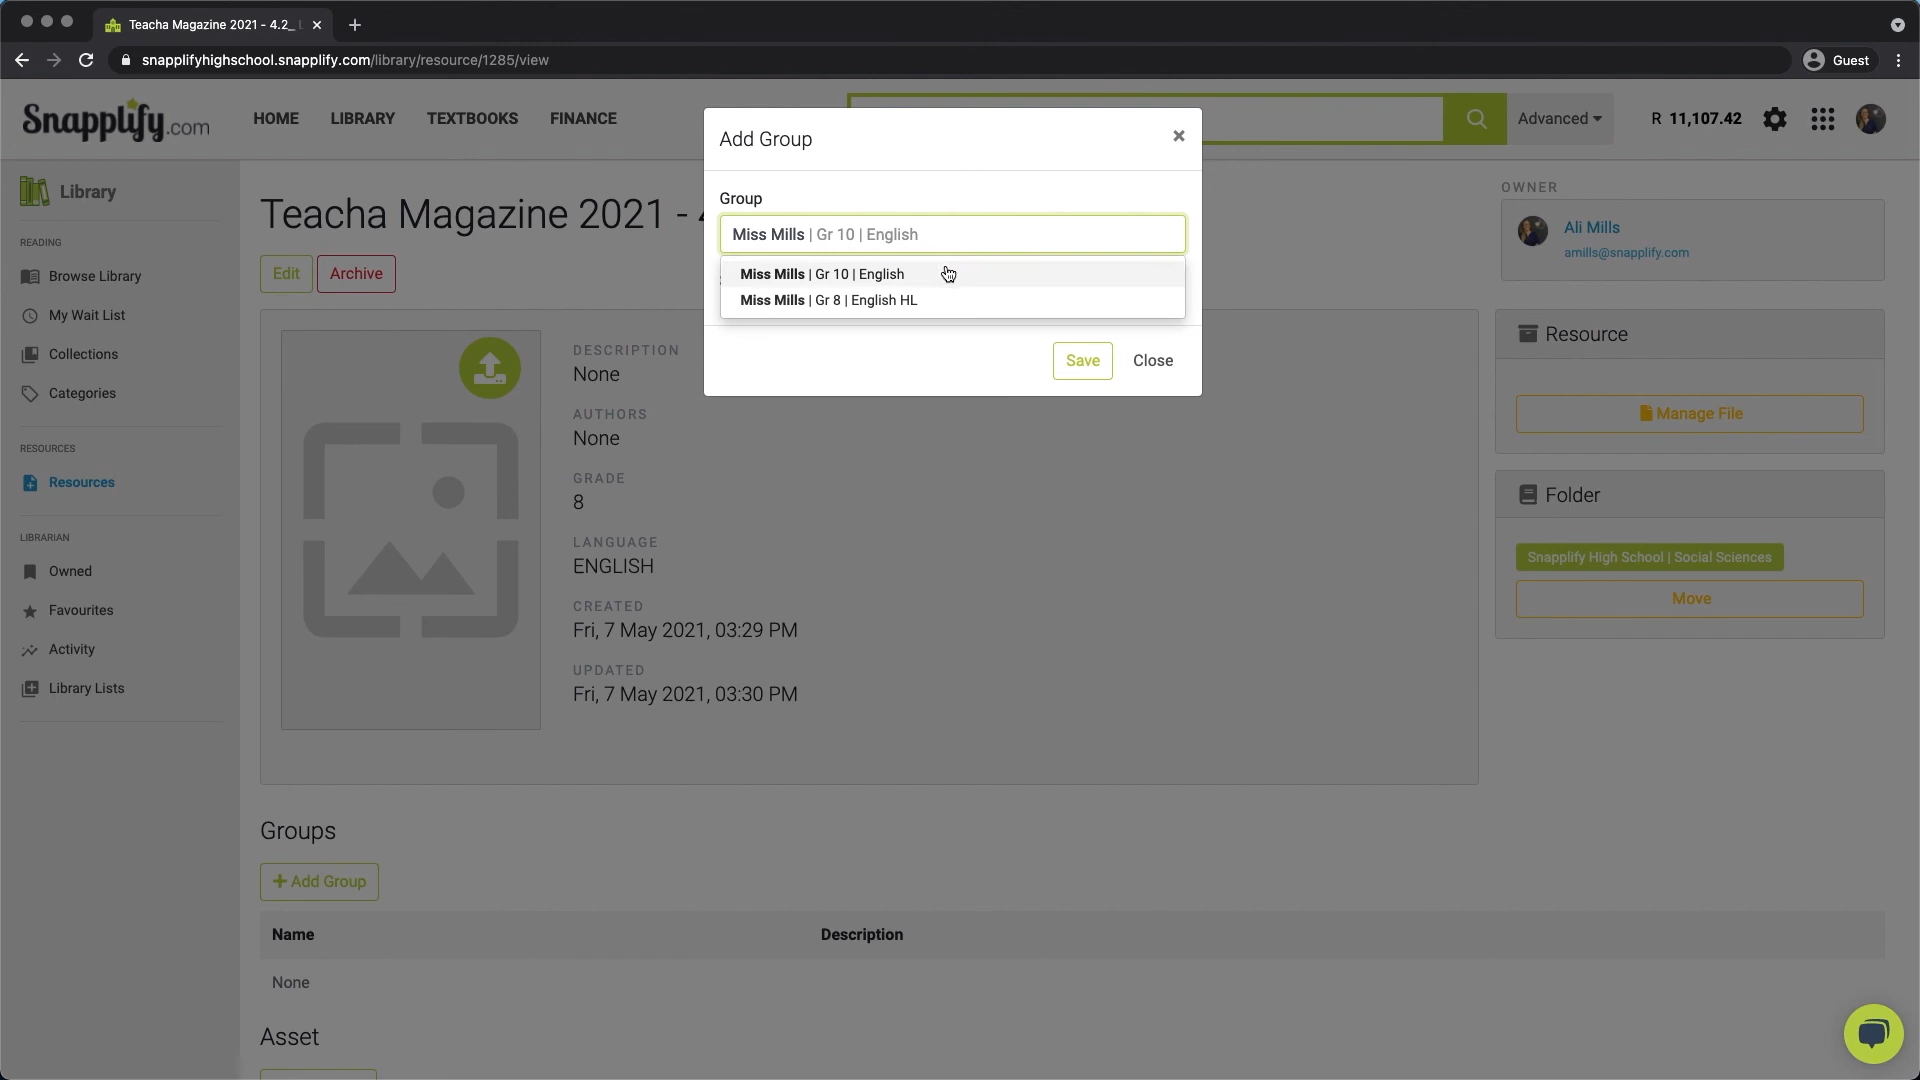 Teacha Magazine 2021 - 4.2_
snapplifyhighschool.snapplify.com/library/resource/1285/view
Guest
Snapplify.com
HOME
LIBRARY
TEXTBOOKS
FINANCE
Advanced
R 11,107.42
Library
READING
Browse Library
My Wait List
Collections
Categories
RESOURCES
Resources
LIBRARIAN
Owned
Favourites
Activity
Library Lists
Teacha Magazine 2021 -
Edit
Archive
DESCRIPTION
None
AUTHORS
None
GRADE
8
LANGUAGE
ENGLISH
CREATED
Fri, 7 May 2021, 03:29 PM
UPDATED
Fri, 7 May 2021, 03:30 PM
Add Group
Group
Miss Mills | Gr 10 | English
Miss Mills | Gr 10 | English
Miss Mills | Gr 8 | English HL
Save
Close
OWNER
Ali Mills
amills@snapplify.com
Resource
Manage File
Folder
Snapplify High School | Social Sciences
Move
Groups
Add Group
Name
Description
None
Asset